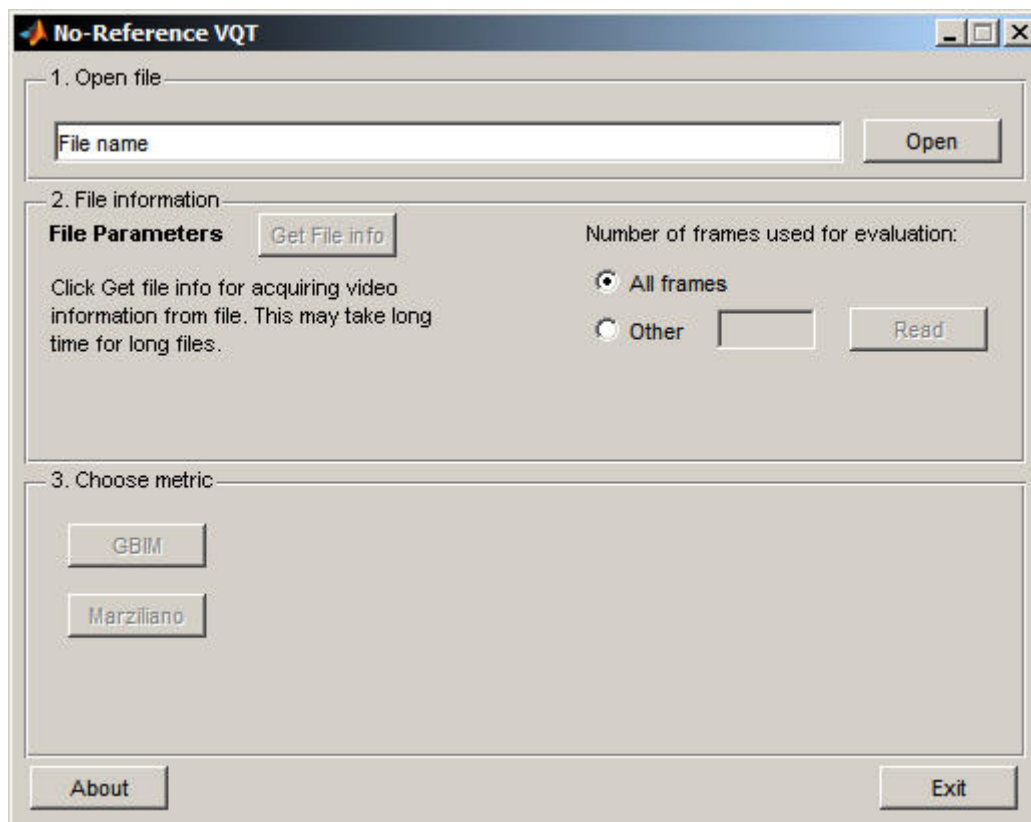 No-Reference VQT
1. Open file
File name
Open
2. File information
File Parameters
Get File info
Number of frames used for evaluation:
Click Get file info for acquiring video
information from file. This may take long
time for long files.
All frames
Other
Read
3. Choose metric
GBIM
Marziliano
About
Exit